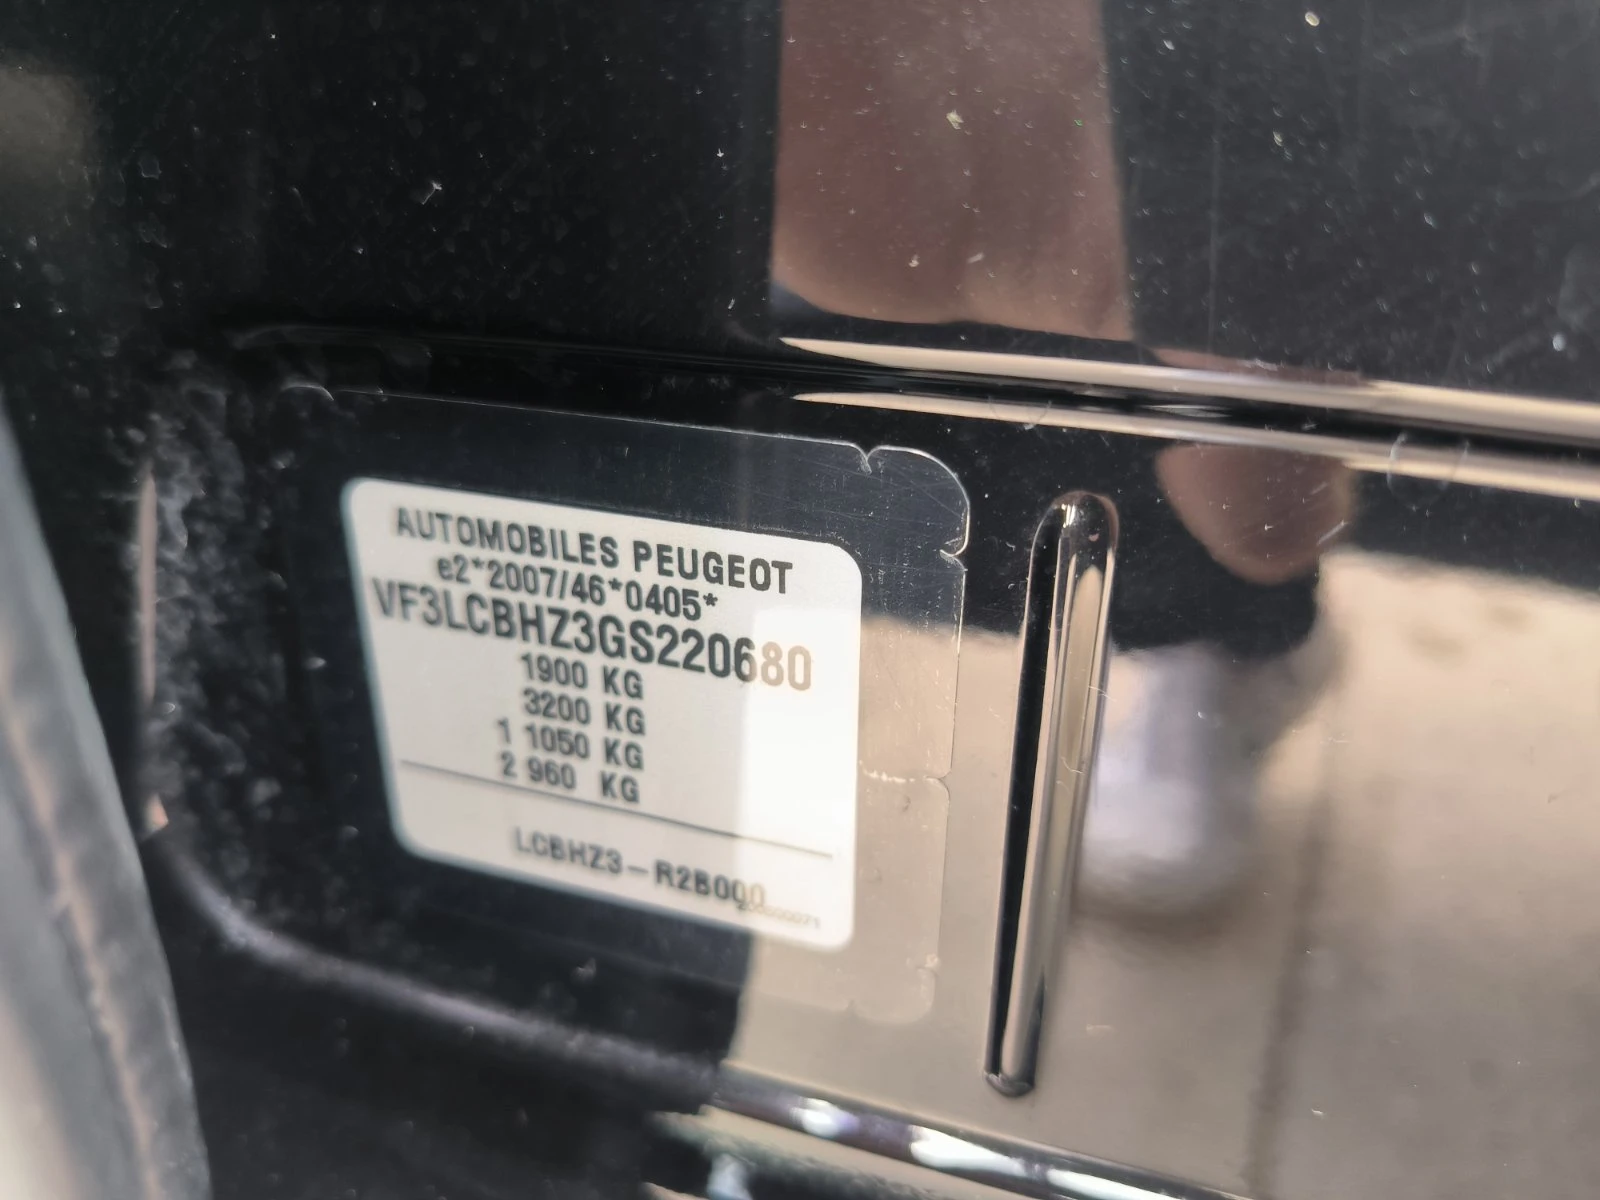 AUTOMOBILES PEUGEOT
e2*2007/46*0405*
VF3LCBHZ3GS220680
1900 KG
3200 KG
1 1050 KG
2 960 KG
LCBHZ3-R2B000